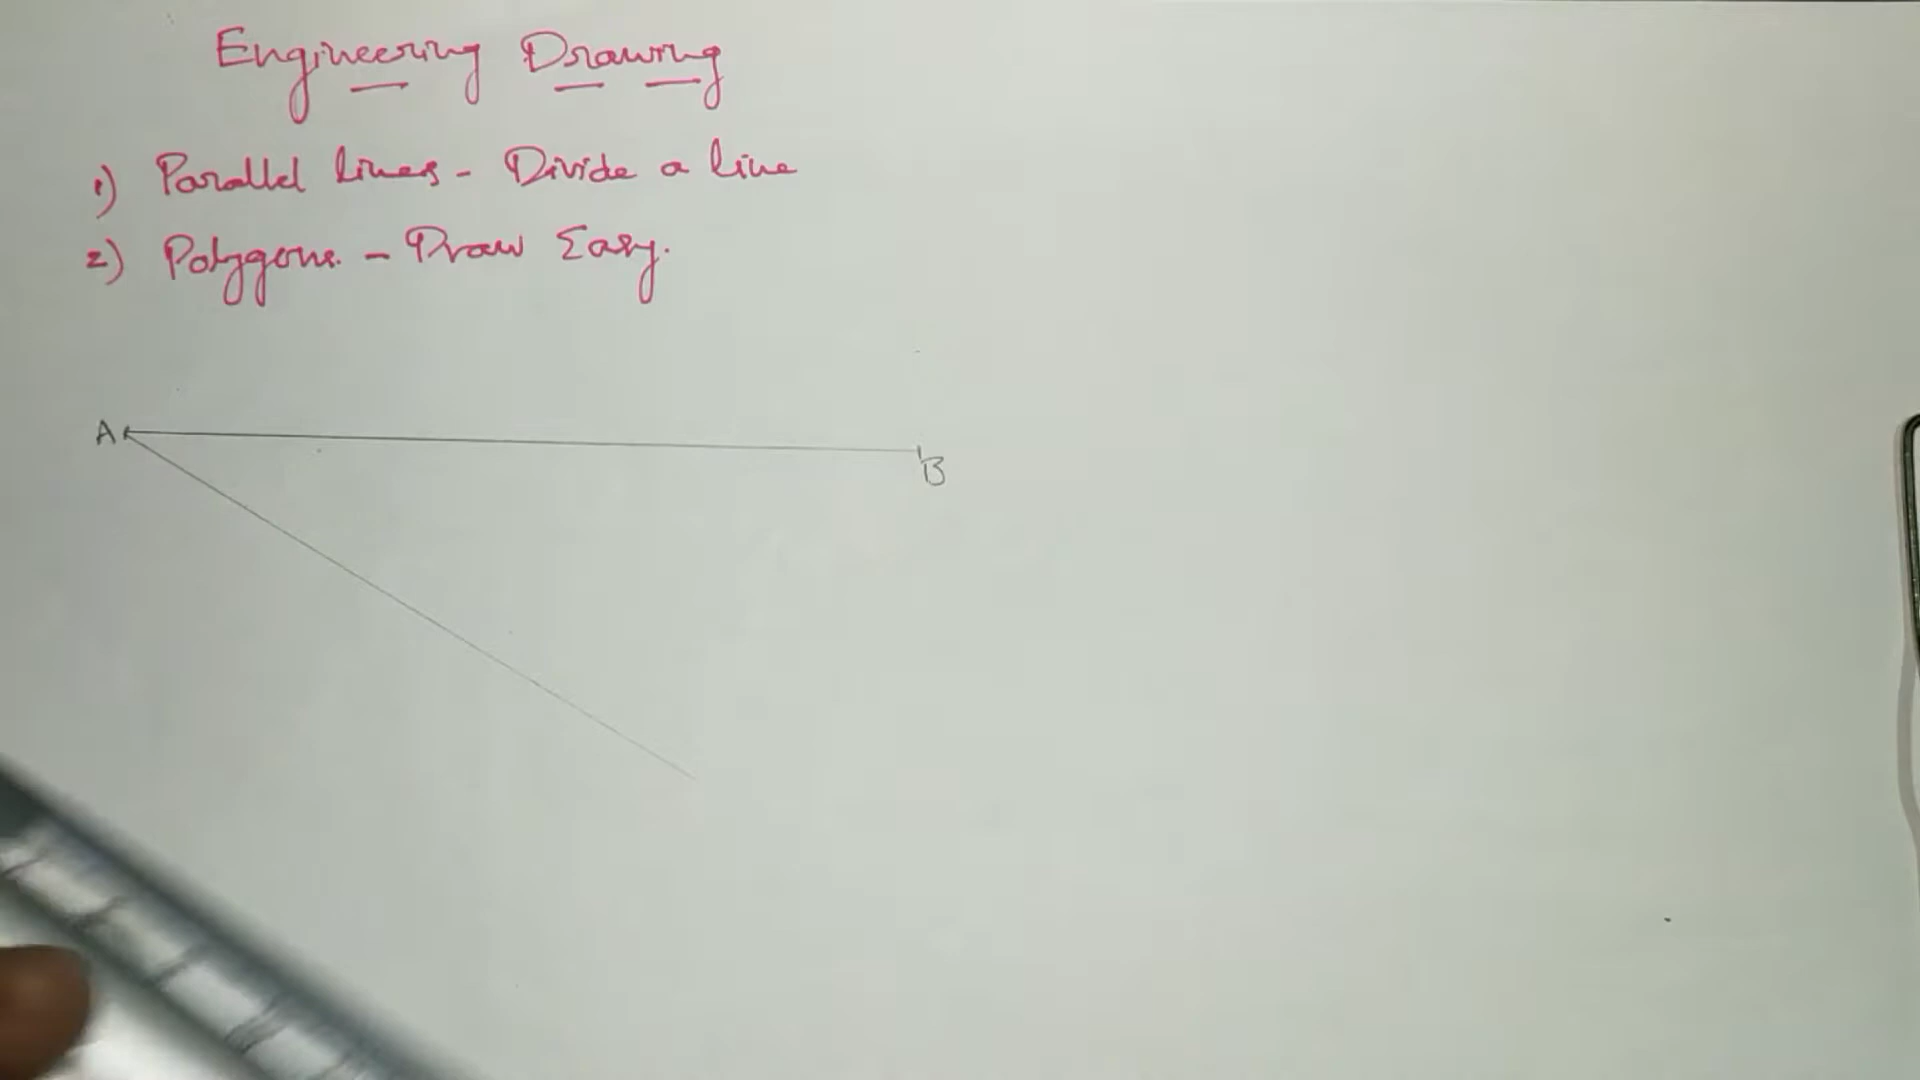 Engineering Drawing
1) Parallel lines - Divide a line
2) Polygons. - Draw Easy.
A
B